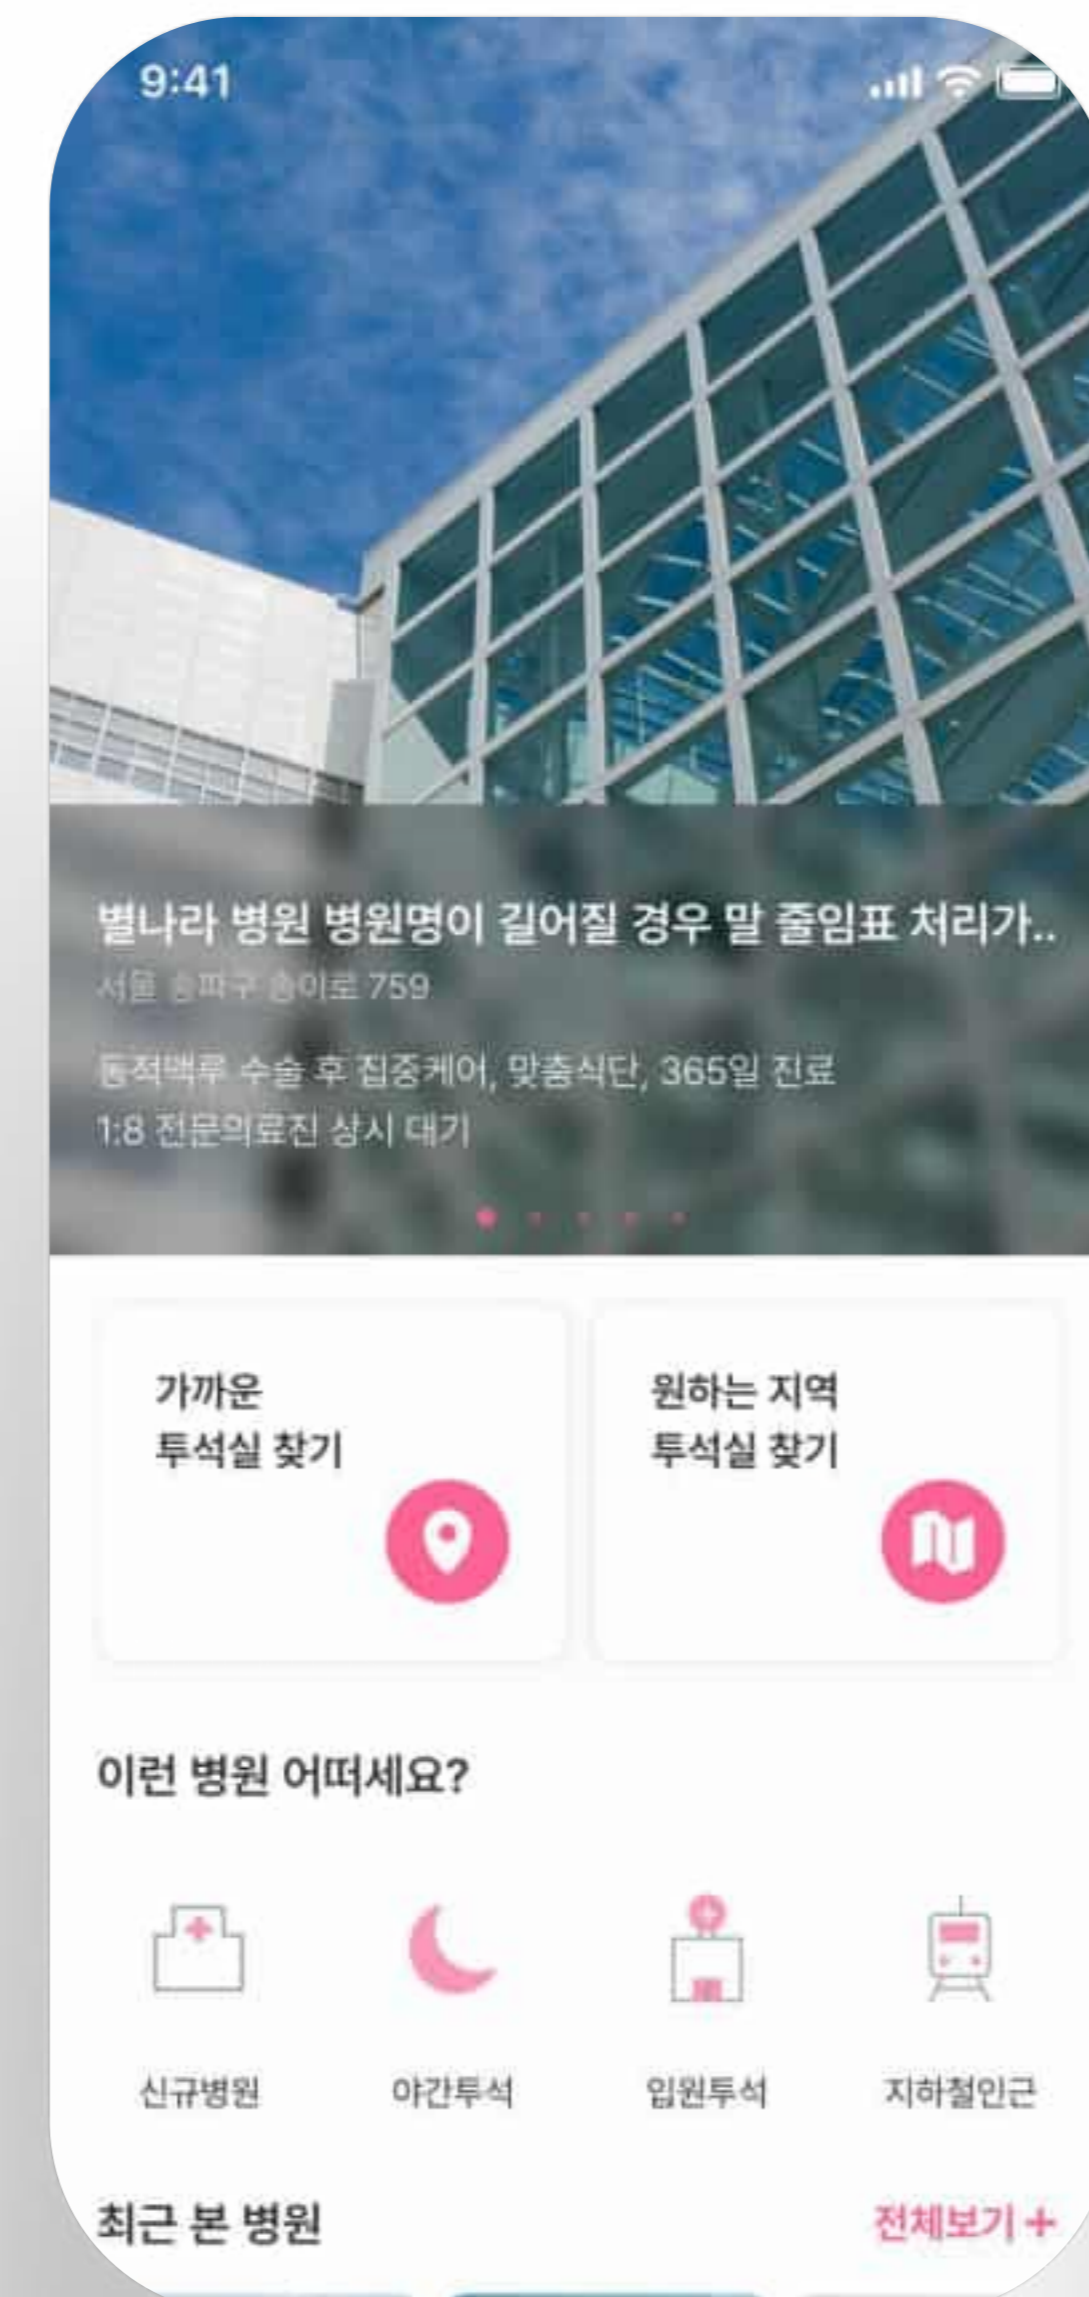 9:41
별나라 병원 병원명이 길어질 경우 말 줄임표 처리가..
서울 송파구 송이로 759
동정맥루 수술 후 집중케어, 맞춤식단, 365일 진료
1:8 전문의료진 상시 대기
가까운
투석실 찾기
원하는 지역
투석실 찾기
이런 병원 어떠세요?
신규병원
야간투석
입원투석
지하철인근
최근 본 병원
전체보기 +